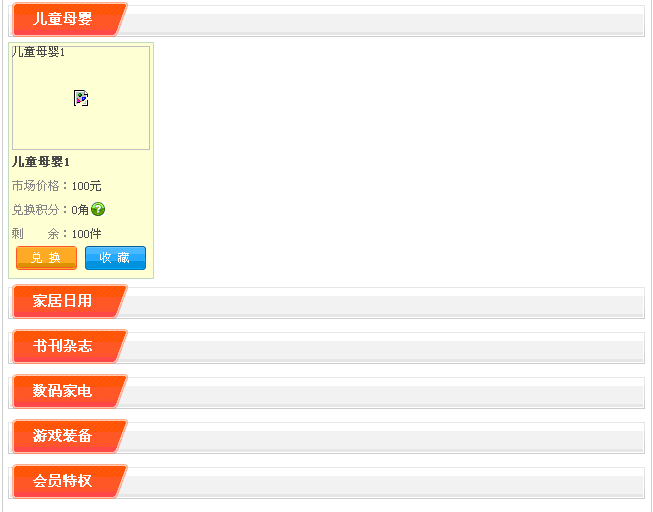 儿童母婴
儿童母婴1
儿童母婴1
市场价格：100元
兑换积分：0角
剩　　余：100件
兑 换　收 藏
家居日用
书刊杂志
数码家电
游戏装备
会员特权